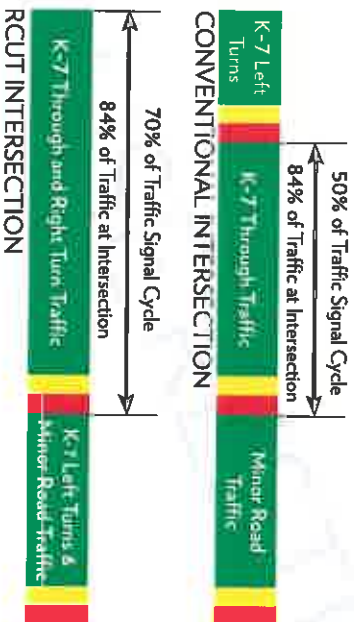 50% of Traffic Signal Cycle
84% of Traffic at Intersection
K-7 Left
Turns
K-7 Through Traffic
Minor Road
Traffic
CONVENTIONAL INTERSECTION
70% of Traffic Signal Cycle
84% of Traffic at Intersection
K-7 Through and Right Turn Traffic
K-7 Left Turns &
Minor Road Traffic
RCUT INTERSECTION